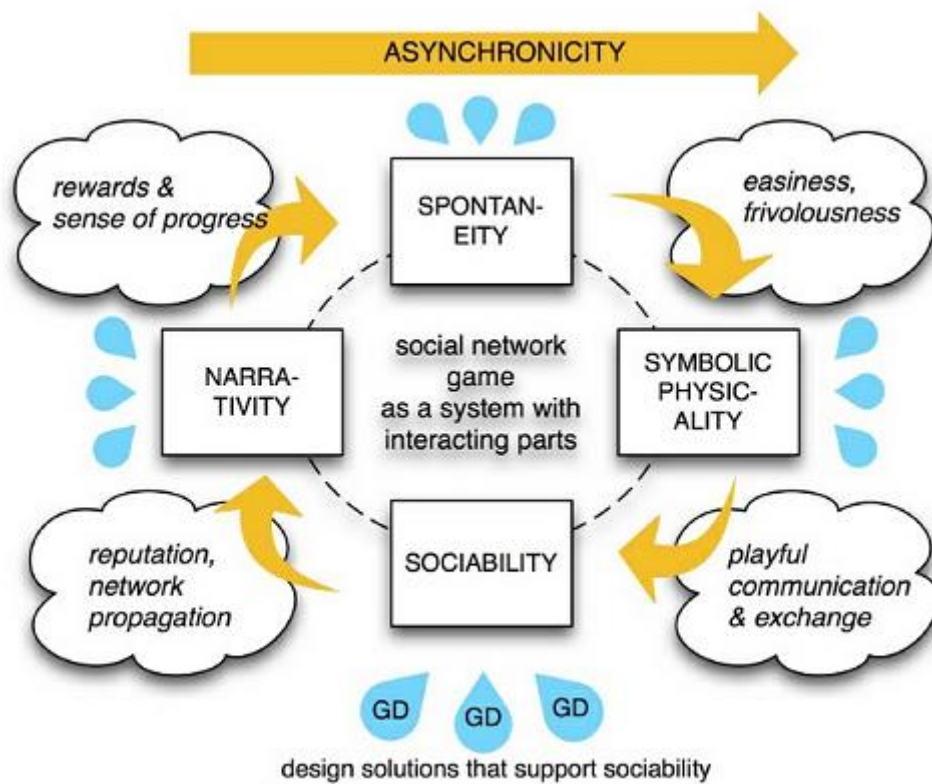 ASYNCHRONICITY
rewards &
sense of progress
SPONTAN-
EITY
easiness,
frivolousness
NARRA-
TIVITY
social network
game
as a system with
interacting parts
SYMBOLIC
PHYSIC-
ALITY
reputation,
network
propagation
SOCIABILITY
playful
communication
& exchange
GD
GD
GD
design solutions that support sociability